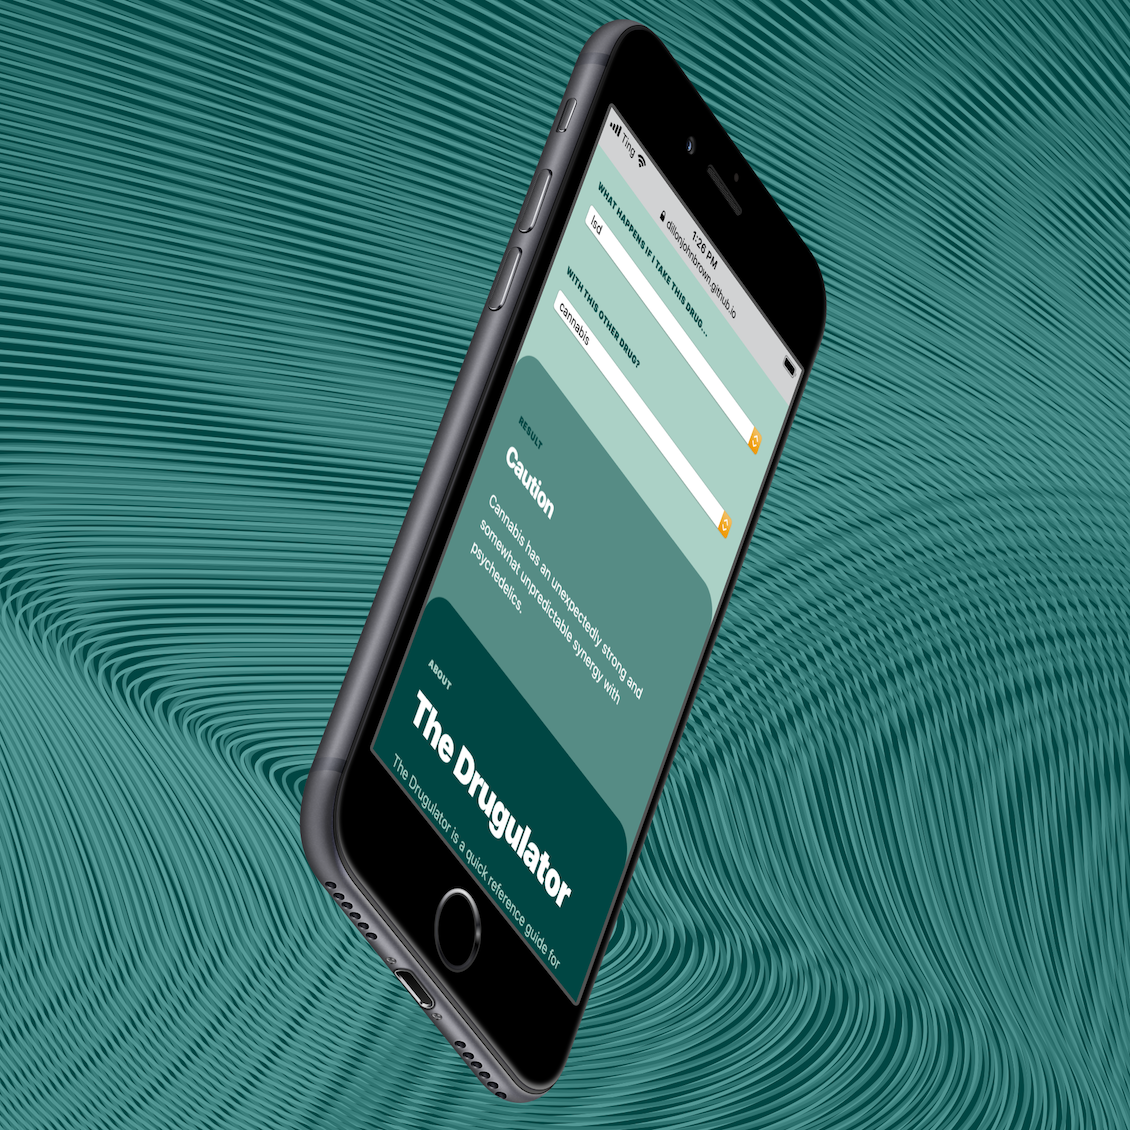 Ting
1:26 PM
dillonjohnbrown.github.io
WHAT HAPPENS IF I TAKE THIS DRUG...
lsd
WITH THIS OTHER DRUG?
cannabis
RESULT
Caution
Cannabis has an unexpectedly strong and
somewhat unpredictable synergy with
psychedelics.
ABOUT
The Drugulator
The Drugulator is a quick reference guide for